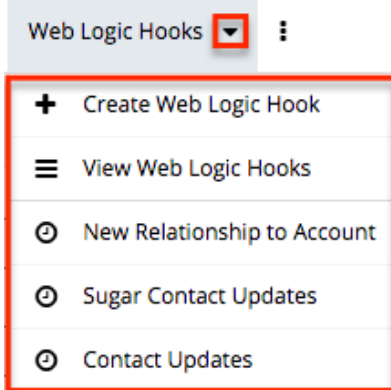 Web Logic Hooks
Create Web Logic Hook
View Web Logic Hooks
New Relationship to Account
Sugar Contact Updates
Contact Updates